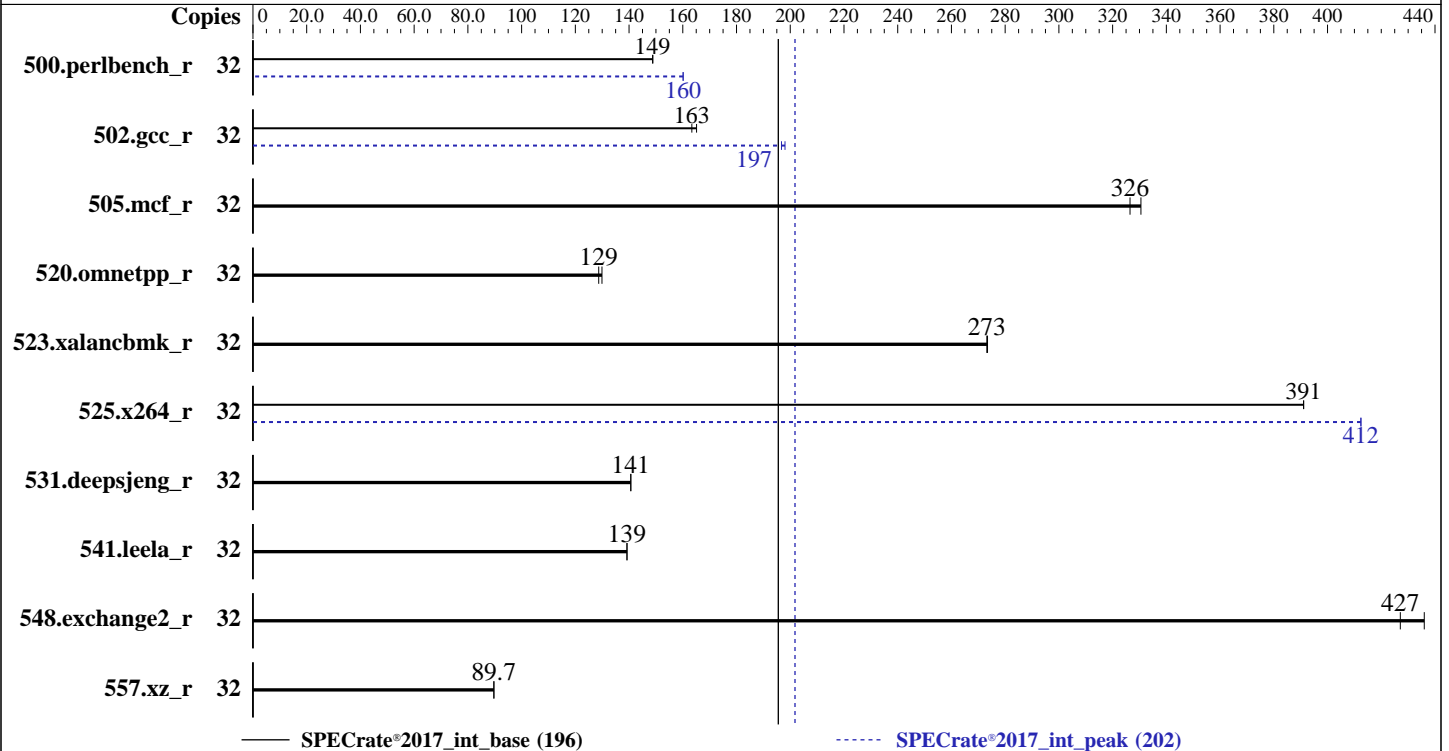 Copies 0 20.0 40.0 60.0 80.0 100 120 140 160 180 200 220 240 260 280 300 320 340 360 380 400 440
149
500.perlbench_r 32
160
163
502.gcc_r 32
197
326
505.mcf_r 32
129
520.omnetpp_r 32
273
523.xalancbmk_r 32
391
525.x264_r 32
412
141
531.deepsjeng_r 32
139
541.leela_r 32
427
548.exchange2_r 32
89.7
557.xz_r 32
SPECrate®2017_int_base (196) SPECrate®2017_int_peak (202)